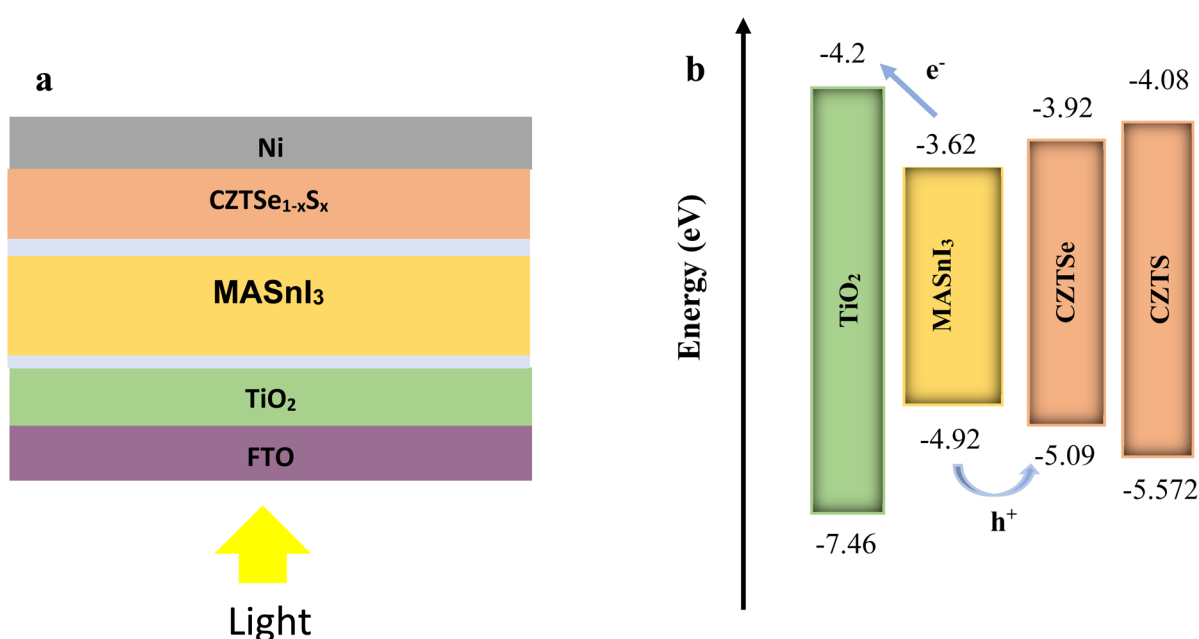 a
Ni
CZTSe₁₋ₓSₓ
MASnI₃
TiO₂
FTO
Light
b
Energy (eV)
-4.2
e⁻
-3.62
-3.92
-4.08
TiO₂
MASnI₃
CZTSe
CZTS
-4.92
-5.09
-5.572
h⁺
-7.46